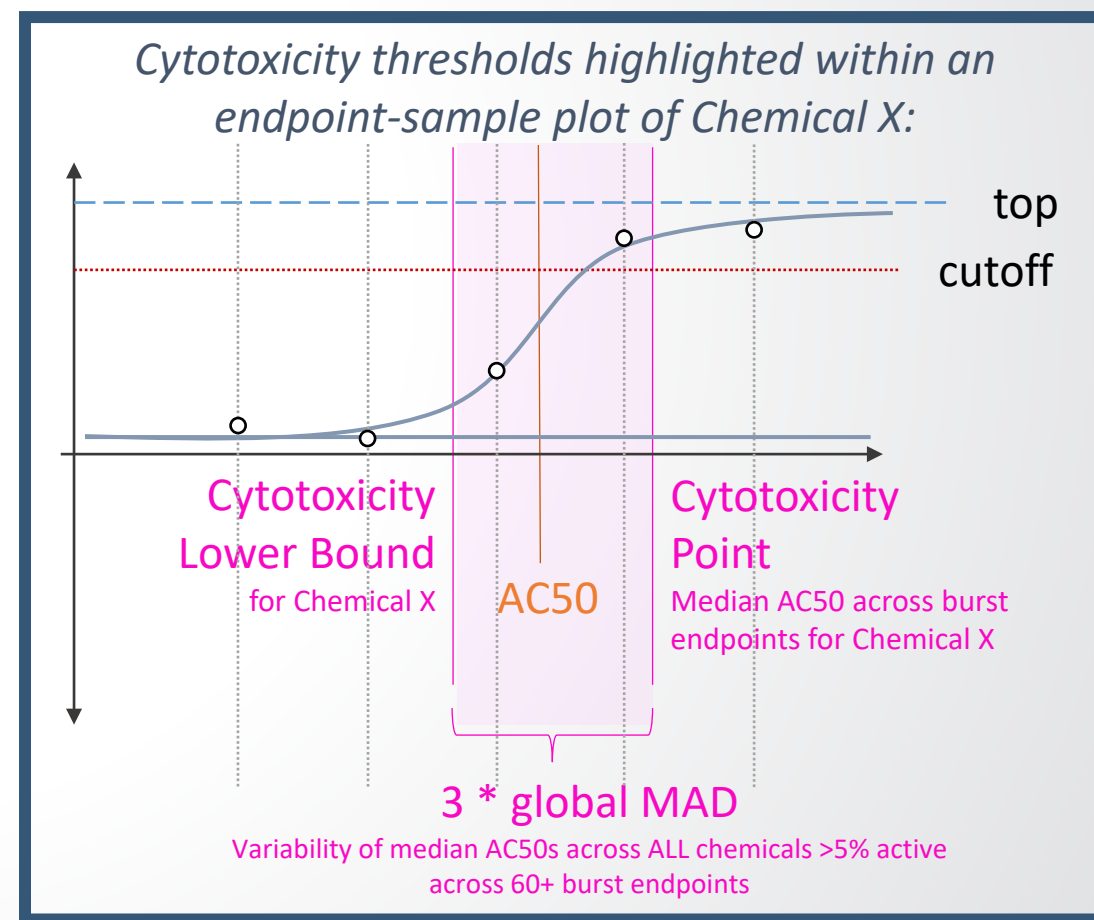 Cytotoxicity thresholds highlighted within an
endpoint-sample plot of Chemical X:
top
cutoff
Cytotoxicity
Lower Bound
for Chemical X
AC50
Cytotoxicity
Point
Median AC50 across burst
endpoints for Chemical X
3 * global MAD
Variability of median AC50s across ALL chemicals >5% active
across 60+ burst endpoints